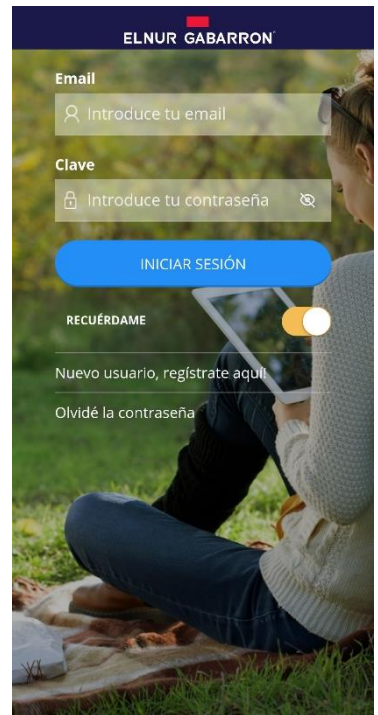 ELNUR GABARRON
Email
Introduce tu email
Clave
Introduce tu contraseña
INICIAR SESIÓN
RECUÉRDAME
Nuevo usuario, regístrate aquí!
Olvidé la contraseña